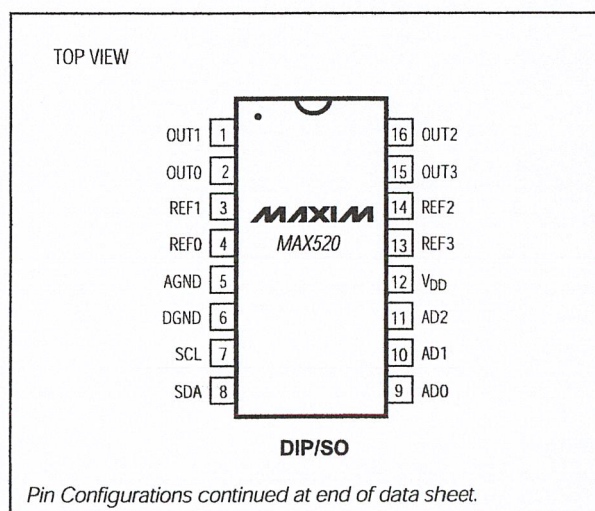 TOP VIEW
OUT1 1 16 OUT2
OUT0 2 15 OUT3
REF1 3 14 REF2
MAXIM
REF0 4 13 REF3
MAX520
AGND 5 12 VDD
DGND 6 11 AD2
SCL 7 10 AD1
SDA 8 9 AD0
DIP/SO
Pin Configurations continued at end of data sheet.